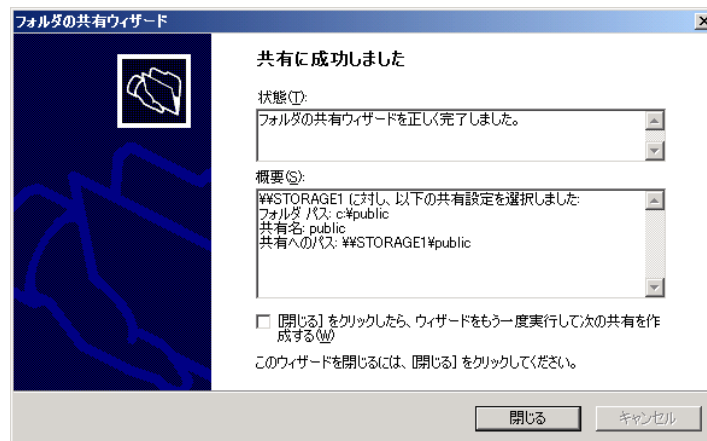 フォルダの共有ウィザード
共有に成功しました
状態(T):
フォルダの共有ウィザードを正しく完了しました。
概要(S):
¥¥STORAGE1 に対し、以下の共有設定を選択しました:
フォルダ パス: c:¥public
共有名: public
共有へのパス: ¥¥STORAGE1¥public
[閉じる] をクリックしたら、ウィザードをもう一度実行して次の共有を作
成する(W)
このウィザードを閉じるには、[閉じる] をクリックしてください。
閉じる
キャンセル